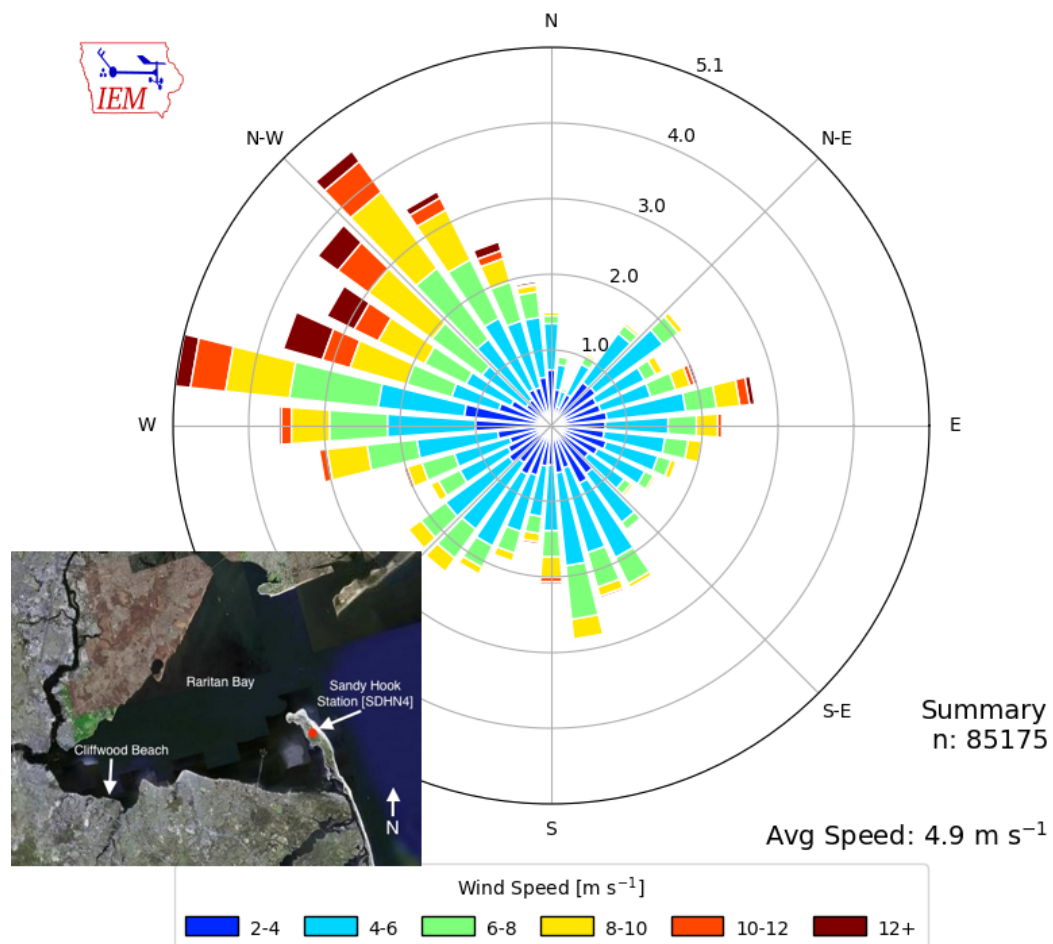 N
5.1
IEM
N-W
N-E
4.0
3.0
2.0
1.0
W
E
Raritan Bay
Sandy Hook
Station [SDHN4]
Cliffwood Beach
N
S-E
Summary
n: 85175
S
Avg Speed: 4.9 m s⁻¹
Wind Speed [m s⁻¹]
2-4 4-6 6-8 8-10 10-12 12+